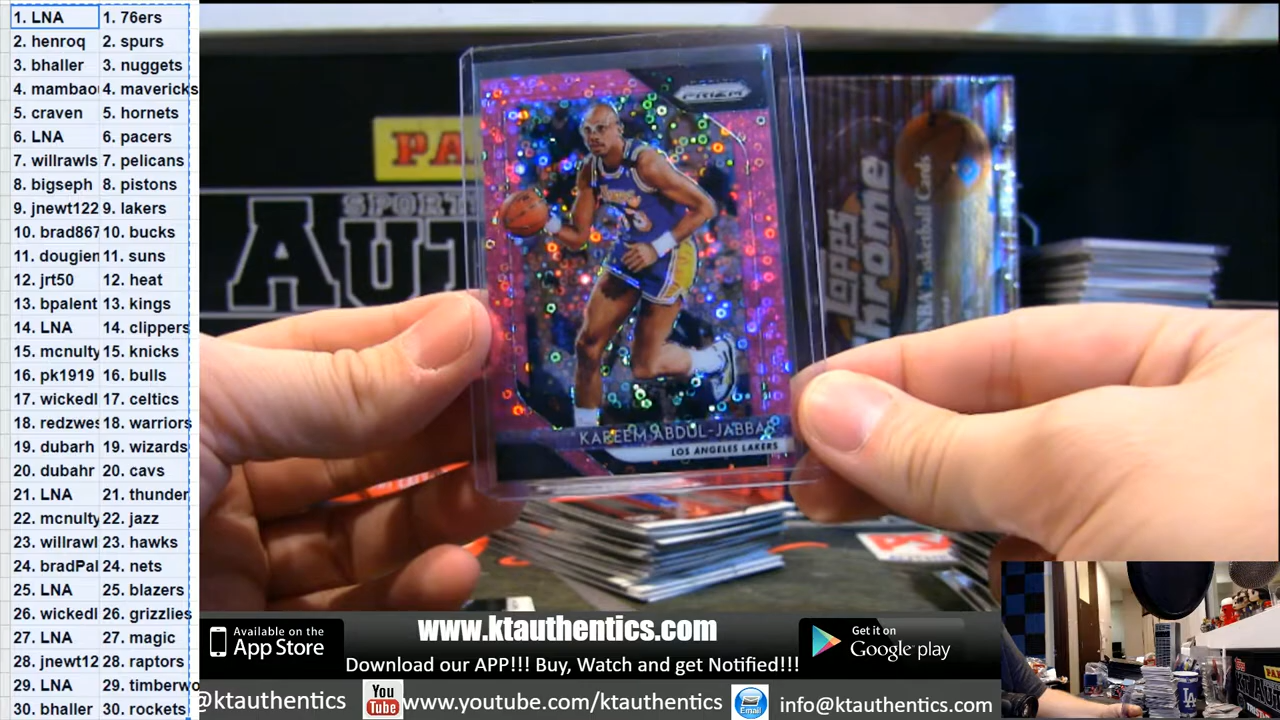 1. LNA 1. 76ers
2. henroq 2. spurs
3. bhaller 3. nuggets
4. mambao 4. mavericks
5. craven 5. hornets
6. LNA 6. pacers
7. willrawls 7. pelicans
8. bigseph 8. pistons
9. jnewt122 9. lakers
10. brad867 10. bucks
11. dougien 11. suns
12. jrt50 12. heat
13. bpalent 13. kings
14. LNA 14. clippers
15. mcnulty 15. knicks
16. pk1919 16. bulls
17. wickedl 17. celtics
18. redzwes 18. warriors
19. dubarh 19. wizards
20. dubahr 20. cavs
21. LNA 21. thunder
22. mcnulty 22. jazz
23. willrawl 23. hawks
24. bradPal 24. nets
25. LNA 25. blazers
26. wickedl 26. grizzlies
27. LNA 27. magic
28. jnewt12 28. raptors
29. LNA 29. timberwo
30. bhaller 30. rockets
PA
SPORT
AUT
PRIZM
KAREEM ABDUL-JABBAR
LOS ANGELES LAKERS
Topps
Chrome
NBA Basketball Cards
Available on the
App Store
www.ktauthentics.com
Download our APP!!! Buy, Watch and get Notified!!!
Get it on
Google play
@ktauthentics
You
Tube
www.youtube.com/ktauthentics
Email
info@ktauthentics.com
LA